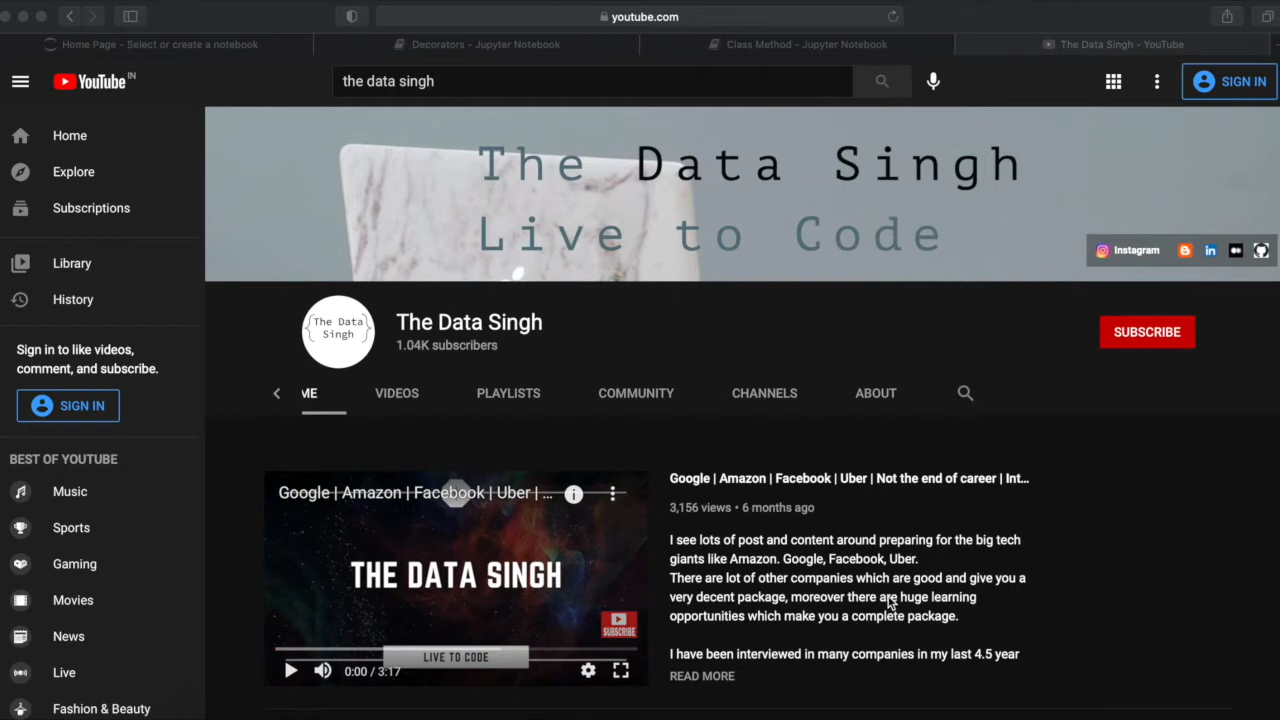 youtube.com
Home Page - Select or create a notebook
Decorators - Jupyter Notebook
Class Method - Jupyter Notebook
The Data Singh - YouTube
YouTube IN
the data singh
SIGN IN
Home
Explore
Subscriptions
Library
History
Sign in to like videos,
comment, and subscribe.
SIGN IN
BEST OF YOUTUBE
Music
Sports
Gaming
Movies
News
Live
Fashion & Beauty
The Data Singh
Live to Code
Instagram
{The Data
Singh}
The Data Singh
1.04K subscribers
SUBSCRIBE
ME
VIDEOS
PLAYLISTS
COMMUNITY
CHANNELS
ABOUT
Google | Amazon | Facebook | Uber | ...
THE DATA SINGH
SUBSCRIBE
LIVE TO CODE
0:00 / 3:17
Google | Amazon | Facebook | Uber | Not the end of career | Int...
3,156 views • 6 months ago
I see lots of post and content around preparing for the big tech
giants like Amazon. Google, Facebook, Uber.
There are lot of other companies which are good and give you a
very decent package, moreover there are huge learning
opportunities which make you a complete package.
I have been interviewed in many companies in my last 4.5 year
READ MORE